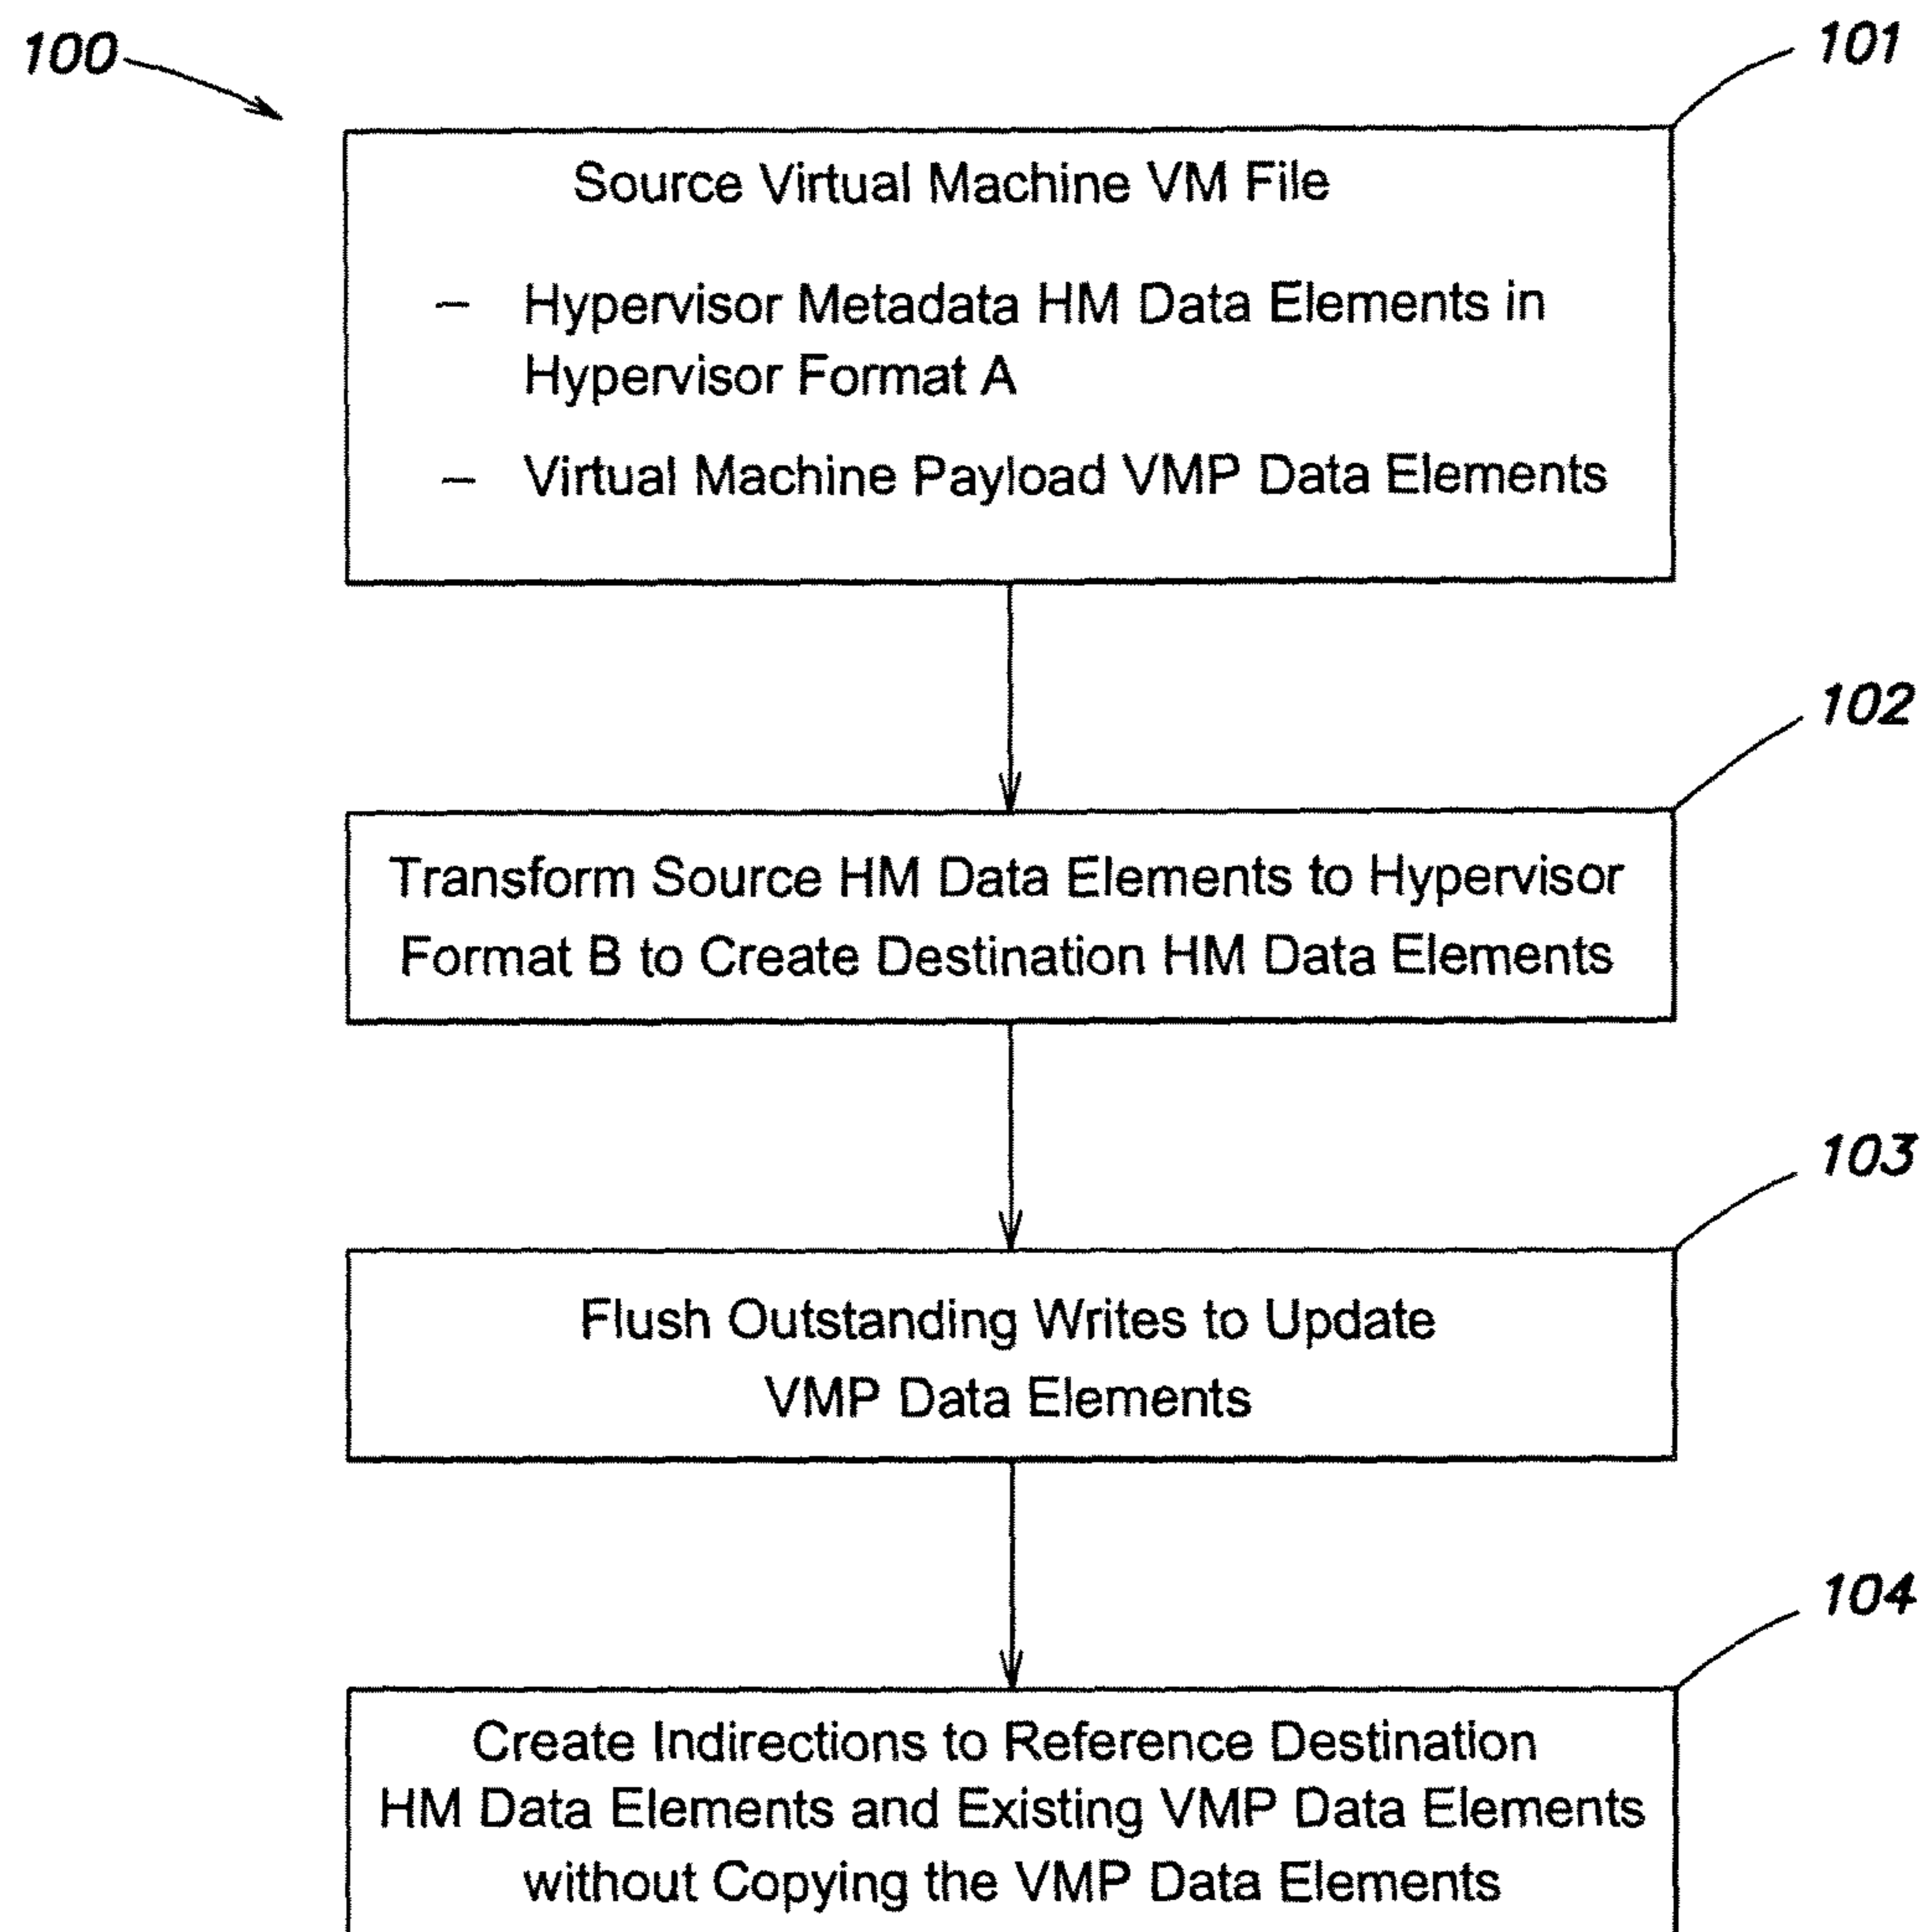 100
101
Source Virtual Machine VM File
– Hypervisor Metadata HM Data Elements in
Hypervisor Format A
– Virtual Machine Payload VMP Data Elements
102
Transform Source HM Data Elements to Hypervisor
Format B to Create Destination HM Data Elements
103
Flush Outstanding Writes to Update
VMP Data Elements
104
Create Indirections to Reference Destination
HM Data Elements and Existing VMP Data Elements
without Copying the VMP Data Elements